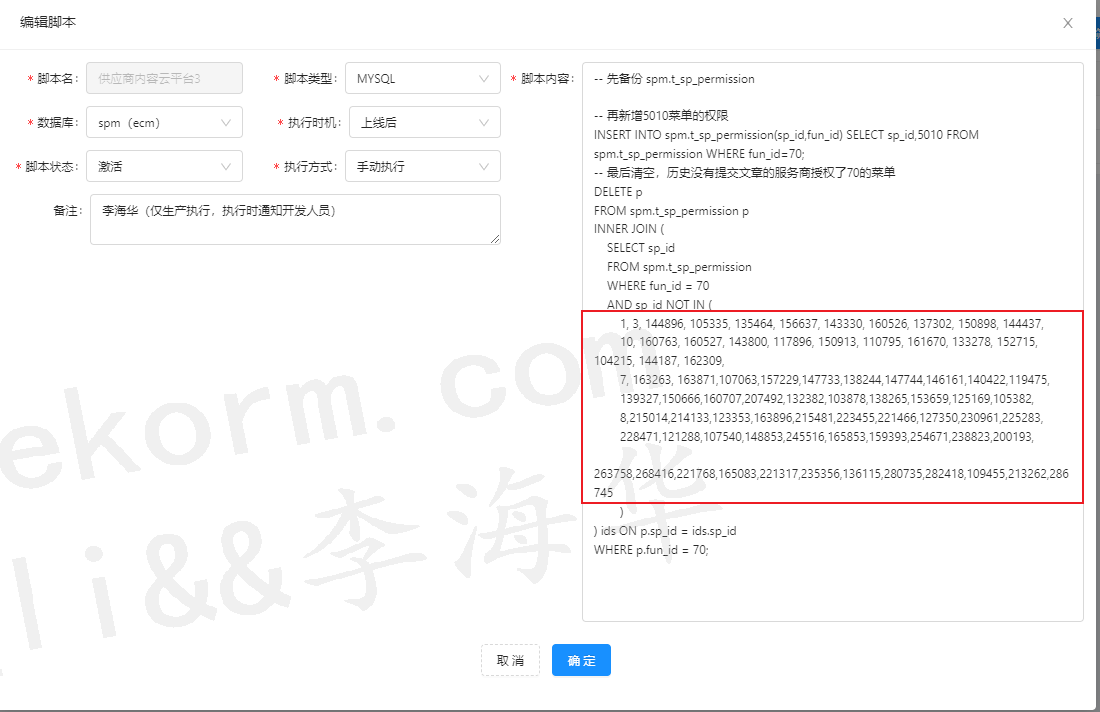 编辑脚本
* 脚本名: 供应商内容云平台3
* 脚本类型: MYSQL
* 数据库: spm（ecm）
* 执行时机: 上线后
* 脚本状态: 激活
* 执行方式: 手动执行
备注: 李海华（仅生产执行，执行时通知开发人员）
* 脚本内容:
-- 先备份 spm.t_sp_permission
-- 再新增5010菜单的权限
INSERT INTO spm.t_sp_permission(sp_id,fun_id) SELECT sp_id,5010 FROM
spm.t_sp_permission WHERE fun_id=70;
-- 最后清空，历史没有提交文章的服务商授权了70的菜单
DELETE p
FROM spm.t_sp_permission p
INNER JOIN (
SELECT sp_id
FROM spm.t_sp_permission
WHERE fun_id = 70
AND sp_id NOT IN (
1, 3, 144896, 105335, 135464, 156637, 143330, 160526, 137302, 150898, 144437,
10, 160763, 160527, 143800, 117896, 150913, 110795, 161670, 133278, 152715,
104215, 144187, 162309,
7, 163263, 163871,107063,157229,147733,138244,147744,146161,140422,119475,
139327,150666,160707,207492,132382,103878,138265,153659,125169,105382,
8,215014,214133,123353,163896,215481,223455,221466,127350,230961,225283,
228471,121288,107540,148853,245516,165853,159393,254671,238823,200193,
263758,268416,221768,165083,221317,235356,136115,280735,282418,109455,213262,286
745
)
) ids ON p.sp_id = ids.sp_id
WHERE p.fun_id = 70;
ekorm.com
li&&李海华
取消
确定